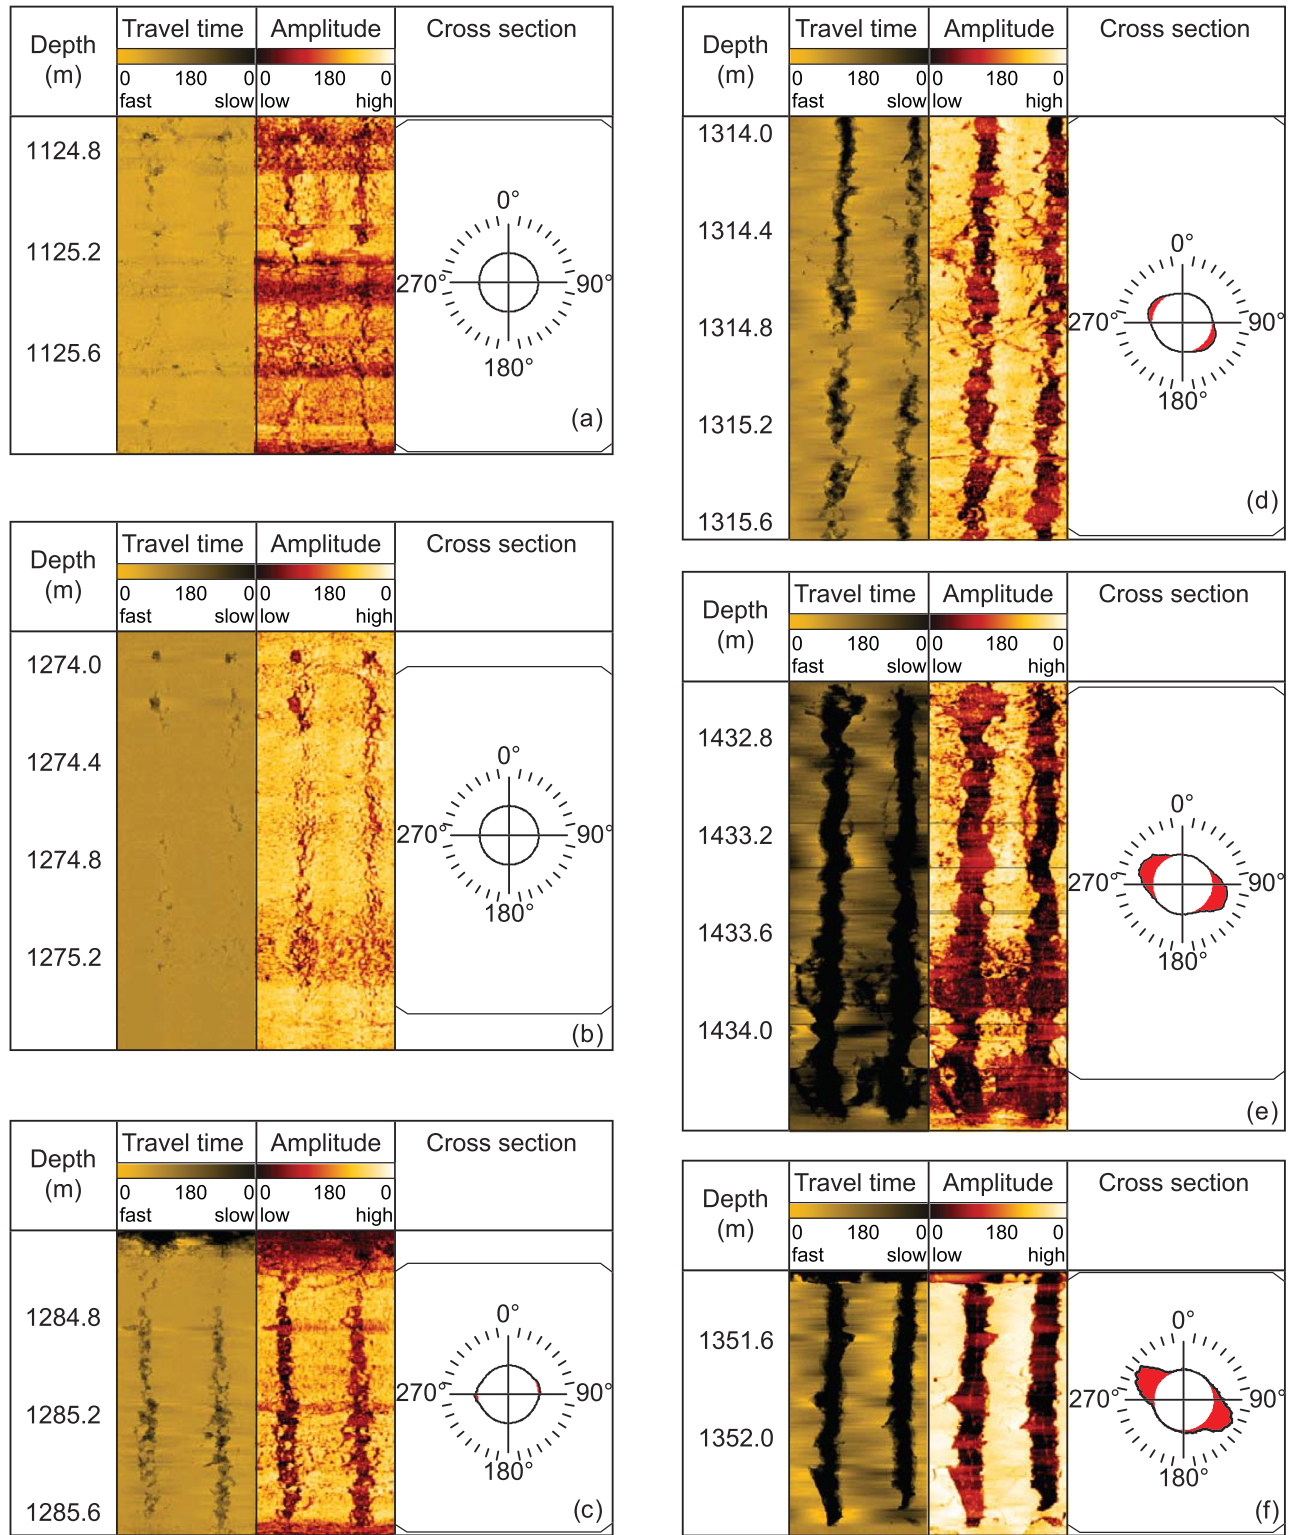 Depth (m) Travel time Amplitude Cross section
0 180 0 0 180 0
fast slow low high
1124.8
1125.2
1125.6
0°
270° 90°
180°
(a)
Depth (m) Travel time Amplitude Cross section
0 180 0 0 180 0
fast slow low high
1274.0
1274.4
1274.8
1275.2
0°
270° 90°
180°
(b)
Depth (m) Travel time Amplitude Cross section
0 180 0 0 180 0
fast slow low high
1284.8
1285.2
1285.6
0°
270° 90°
180°
(c)
Depth (m) Travel time Amplitude Cross section
0 180 0 0 180 0
fast slow low high
1314.0
1314.4
1314.8
1315.2
1315.6
0°
270° 90°
180°
(d)
Depth (m) Travel time Amplitude Cross section
0 180 0 0 180 0
fast slow low high
1432.8
1433.2
1433.6
1434.0
0°
270° 90°
180°
(e)
Depth (m) Travel time Amplitude Cross section
0 180 0 0 180 0
fast slow low high
1351.6
1352.0
0°
270° 90°
180°
(f)